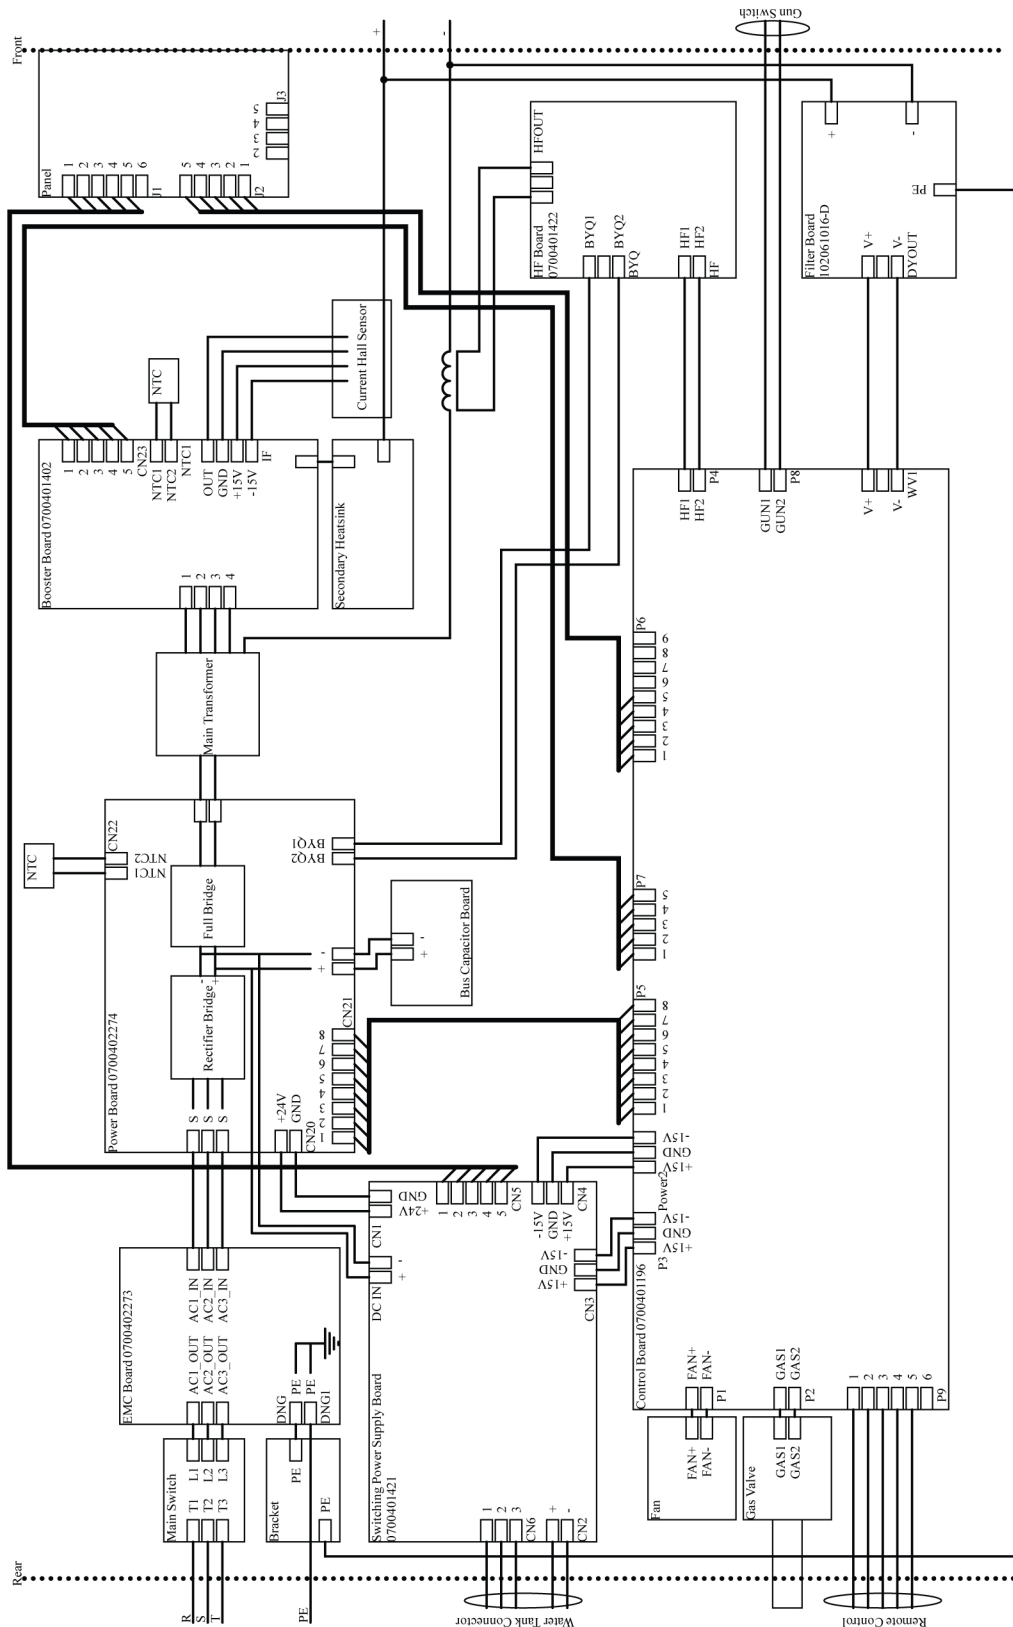 Front
Rear
+
-
Gun Switch
Panel
1
2
3
4
5
6
J1
5
4
3
2
1
J2
2
3
4
5
J3
HF Board
0700401422
HFOUT
BYQ1
BYQ2
BYQ
HF1
HF2
HF
Filter Board
102061016-D
+
-
PE
V+
V-
DYOUT
Current Hall Sensor
NTC
Booster Board 0700401402
1
2
3
4
5
CN23
NTC1
NTC2
NTC1
OUT
GND
+15V
-15V
IF
1
2
3
4
Secondary Heatsink
Main Transformer
Power Board 0700402274
NTC
CN22
NTC2
NTC1
Full Bridge
Rectifier Bridge
-
+
BYQ1
BYQ2
-
+
Bus Capacitor Board
-
+
CN21
8
7
6
5
4
3
2
1
CN20
+24V
GND
S
S
S
EMC Board 0700402273
AC1_IN
AC2_IN
AC3_IN
AC1_OUT
AC2_OUT
AC3_OUT
DNG
PE
PE
DNG1
Main Switch
L1
L2
L3
T1
T2
T3
Bracket
PE
PE
R
S
T
PE
Switching Power Supply Board
0700401421
GND
+24V
CN1
-
+
DC IN
1
2
3
4
5
CN5
-15V
GND
+15V
CN4
-15V
GND
+15V
CN3
1
2
3
CN6
+
-
CN2
Water Tank Connector
Control Board 0700401196
HF1
HF2
P4
GUN1
GUN2
P8
V+
V-
WV1
P6
9
8
7
6
5
4
3
2
1
P7
5
4
3
2
1
P5
8
7
6
5
4
3
2
1
-15V
GND
+15V
Power2
-15V
GND
+15V
P3
FAN+
FAN-
P1
GAS1
GAS2
P2
1
2
3
4
5
6
P9
Fan
FAN+
FAN-
Gas Valve
GAS1
GAS2
Remote Control